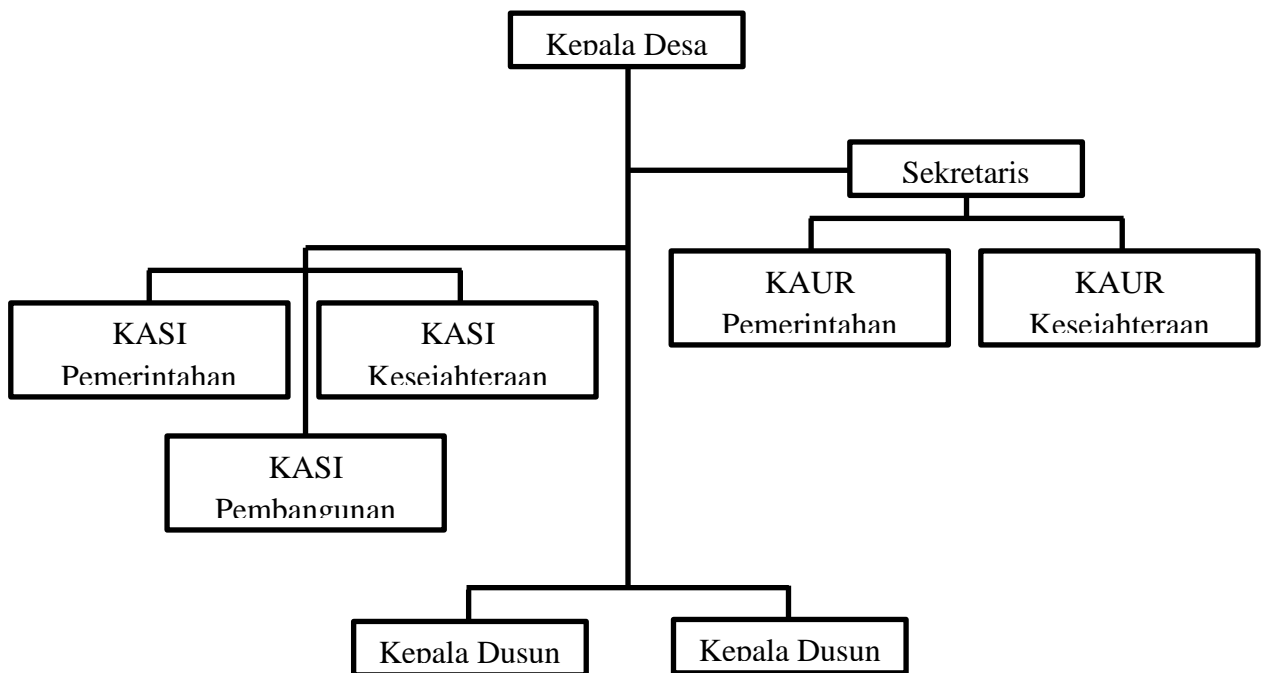 Kepala Desa
Sekretaris
KAUR
Pemerintahan
KAUR
Kesejahteraan
KASI
Pemerintahan
KASI
Kesejahteraan
KASI
Pembangunan
Kepala Dusun
Kepala Dusun